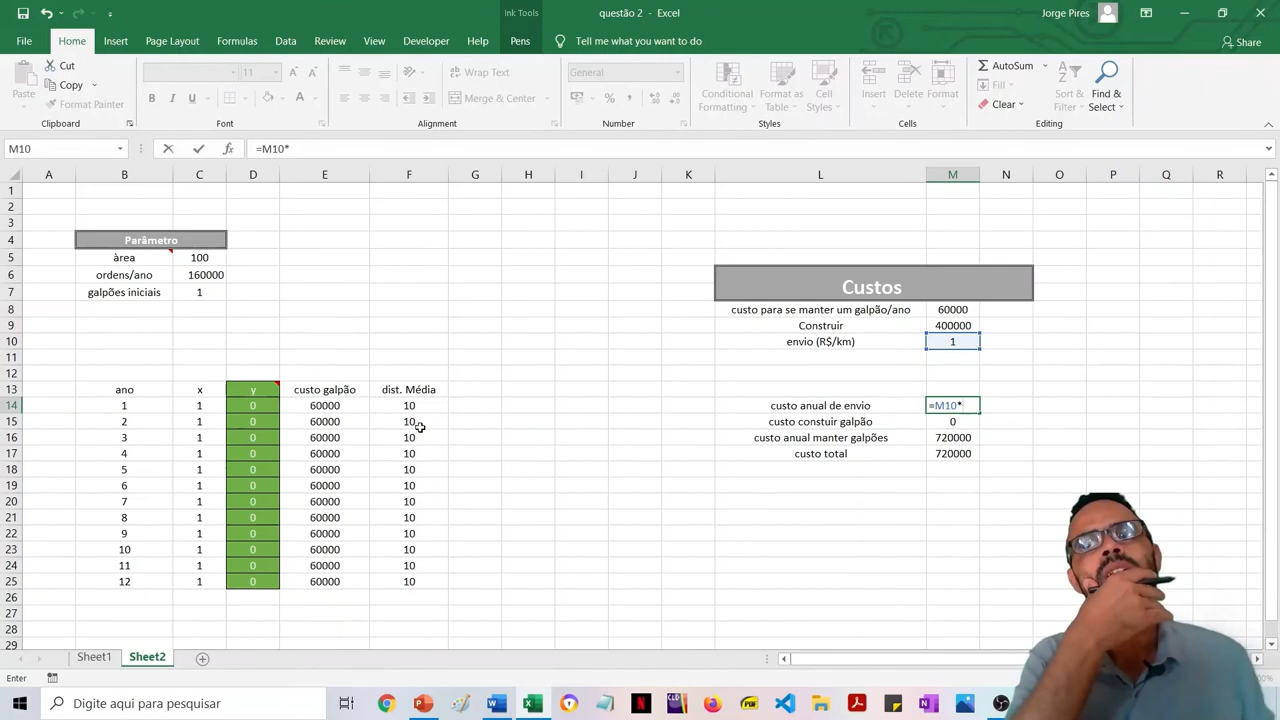 Ink Tools
questão 2 - Excel
Jorge Pires
File Home Insert Page Layout Formulas Data Review View Developer Help Pens Tell me what you want to do Share
Cut
Copy
Format Painter
Paste
Clipboard
11
B I U
Font
Wrap Text
Merge & Center
Alignment
General
Number
Conditional Formatting
Format as Table
Cell Styles
Styles
Insert Delete Format
Cells
AutoSum
Fill
Clear
Sort & Filter
Find & Select
Editing
M10 fx =M10*
A B C D E F G H I J K L M N O P Q R
1
2
3
4 Parâmetro
5 àrea 100
6 ordens/ano 160000
7 galpões iniciais 1 Custos
8 custo para se manter um galpão/ano 60000
9 Construir 400000
10 envio (R$/km) 1
11
12
13 ano x y custo galpão dist. Média
14 1 1 0 60000 10 custo anual de envio =M10*
15 2 1 0 60000 10 custo constuir galpão 0
16 3 1 0 60000 10 custo anual manter galpões 720000
17 4 1 0 60000 10 custo total 720000
18 5 1 0 60000 10
19 6 1 0 60000 10
20 7 1 0 60000 10
21 8 1 0 60000 10
22 9 1 0 60000 10
23 10 1 0 60000 10
24 11 1 0 60000 10
25 12 1 0 60000 10
26
27
28
29
Sheet1 Sheet2
Enter
Digite aqui para pesquisar